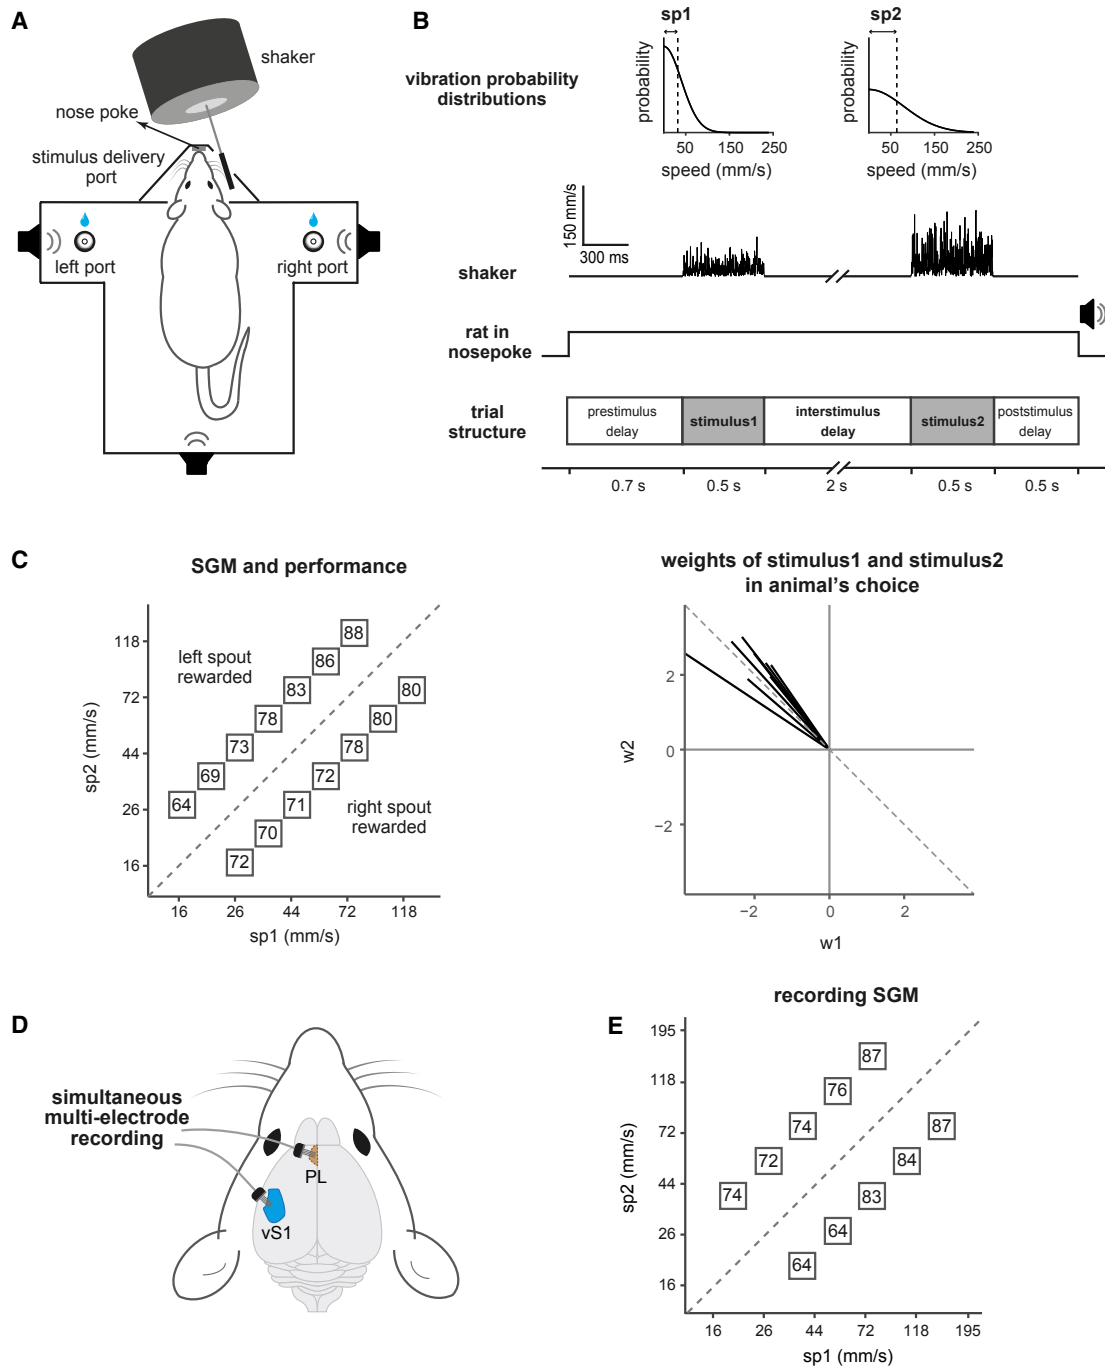 A
shaker
nose poke
stimulus delivery
port
left port
right port
B
sp1
sp2
vibration probability
distributions
probability
50
150
250
speed (mm/s)
probability
50
150
250
speed (mm/s)
150 mm/s
300 ms
shaker
rat in
nosepoke
trial
structure
prestimulus
delay
stimulus1
interstimulus
delay
stimulus2
poststimulus
delay
0.7 s
0.5 s
2 s
0.5 s
0.5 s
C
SGM and performance
118
72
44
26
16
sp2 (mm/s)
left spout
rewarded
88
86
83
78
73
69
64
80
80
78
72
71
70
72
right spout
rewarded
16
26
44
72
118
sp1 (mm/s)
weights of stimulus1 and stimulus2
in animal's choice
2
0
−2
w2
−2
0
2
w1
D
simultaneous
multi-electrode
recording
PL
vS1
E
recording SGM
195
118
72
44
26
16
sp2 (mm/s)
87
76
74
72
74
87
84
83
64
64
16
26
44
72
118
195
sp1 (mm/s)